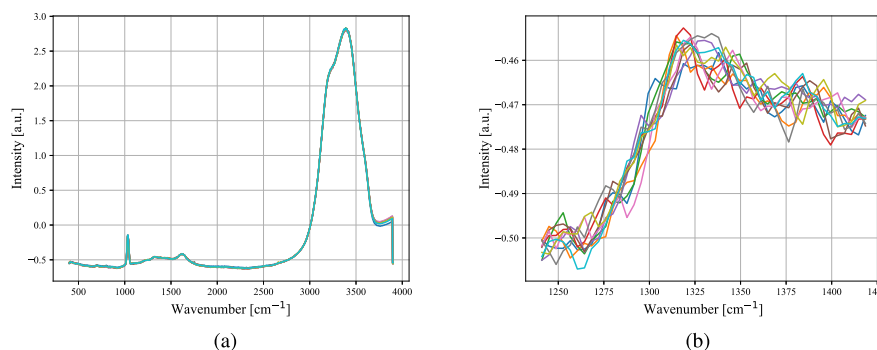 3.0
2.5
2.0
1.5
1.0
0.5
0.0
−0.5
Intensity [a.u.]
500 1000 1500 2000 2500 3000 3500 4000
Wavenumber [cm⁻¹]
(a)
−0.46
−0.47
−0.48
−0.49
−0.50
Intensity [a.u.]
1250 1275 1300 1325 1350 1375 1400
Wavenumber [cm⁻¹]
(b)